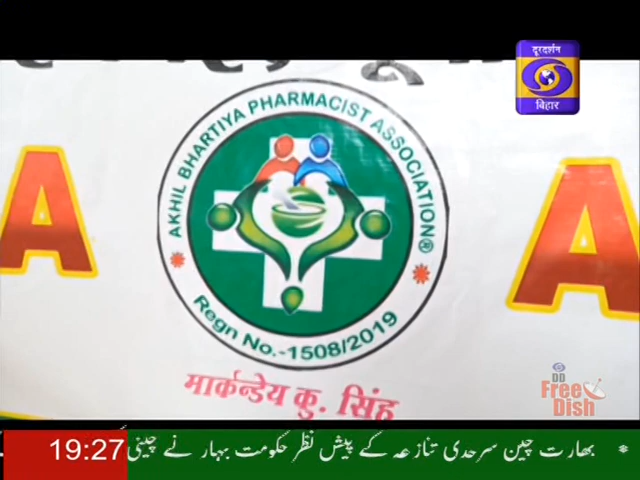 दूरदर्शन
बिहार
AKHIL BHARTIYA PHARMACIST ASSOCIATION®
A A
Regn No.-1508/2019
मार्कन्डेय कु. सिंह
DD
Free
Dish
19:27
* بھارت چین سرحدی تنازعہ کے پیش نظر حکومت بہار نے چینی